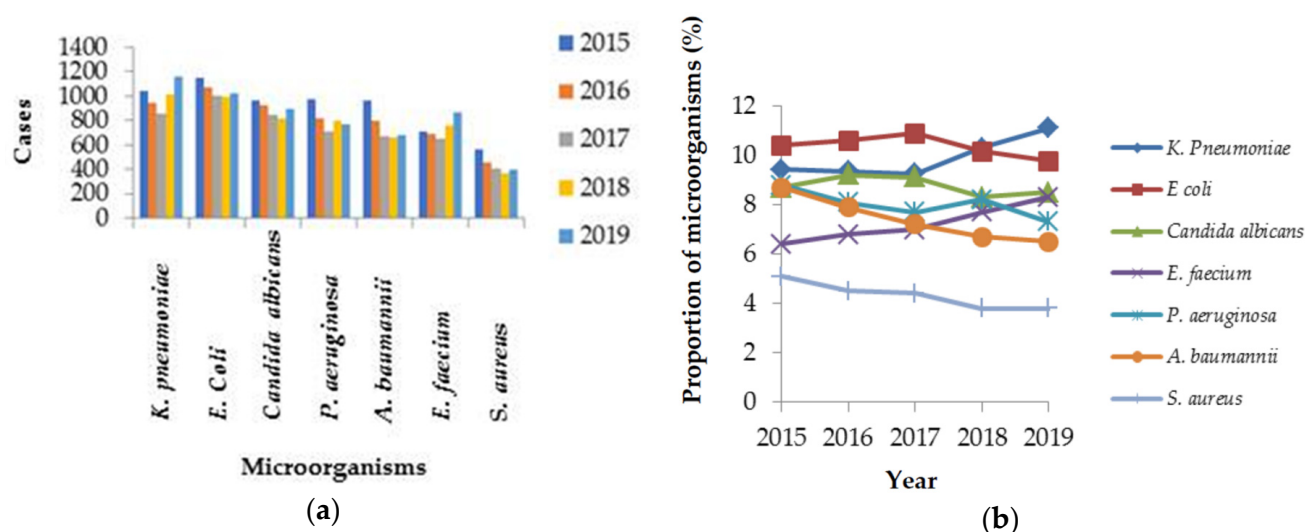 1400
1200
1000
800
600
400
200
0
Cases
2015
2016
2017
2018
2019
K. pneumoniae
E. Coli
Candida albicans
P. aeruginosa
A. baumannii
E. faecium
S. aureus
Microorganisms
(a)
Proportion of microorganisms (%)
12
10
8
6
4
2
0
2015 2016 2017 2018 2019
Year
K. Pneumoniae
E coli
Candida albicans
E. faecium
P. aeruginosa
A. baumannii
S. aureus
(b)